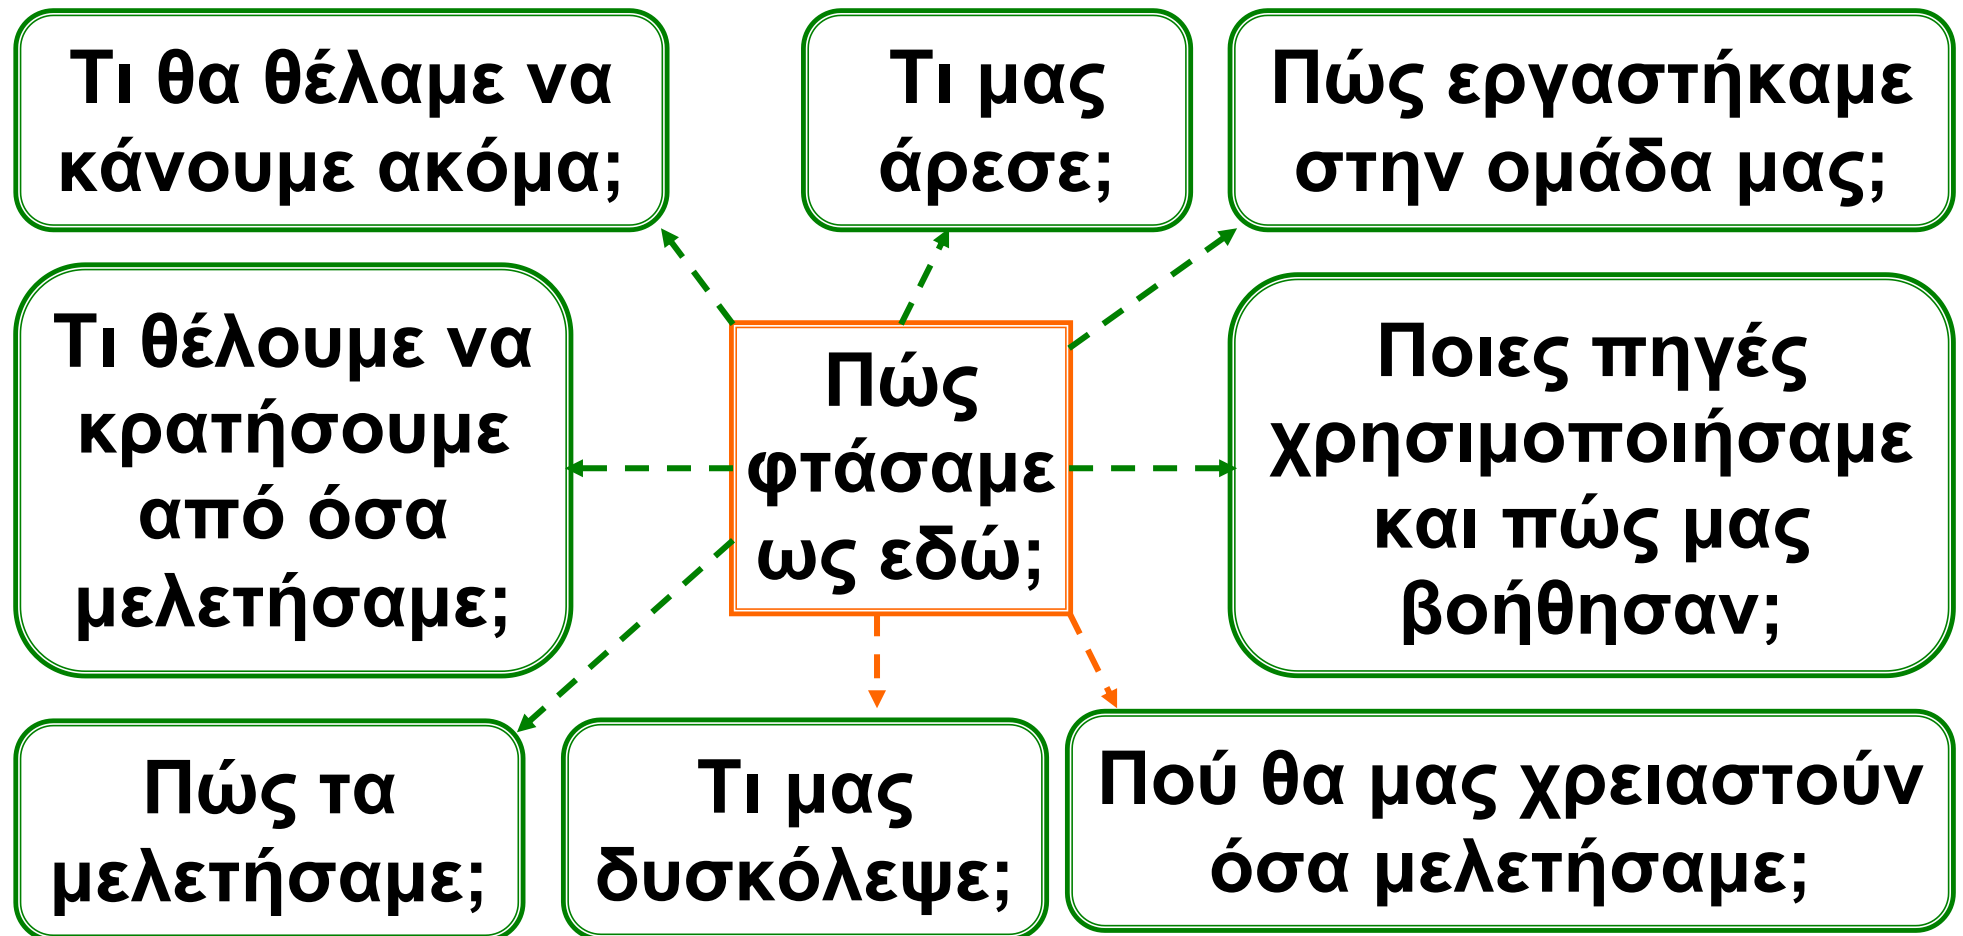 Τι θα θέλαμε να
κάνουμε ακόμα;
Τι μας
άρεσε;
Πώς εργαστήκαμε
στην ομάδα μας;
Τι θέλουμε να
κρατήσουμε
από όσα
μελετήσαμε;
Πώς
φτάσαμε
ως εδώ;
Ποιες πηγές
χρησιμοποιήσαμε
και πώς μας
βοήθησαν;
Πώς τα
μελετήσαμε;
Τι μας
δυσκόλεψε;
Πού θα μας χρειαστούν
όσα μελετήσαμε;